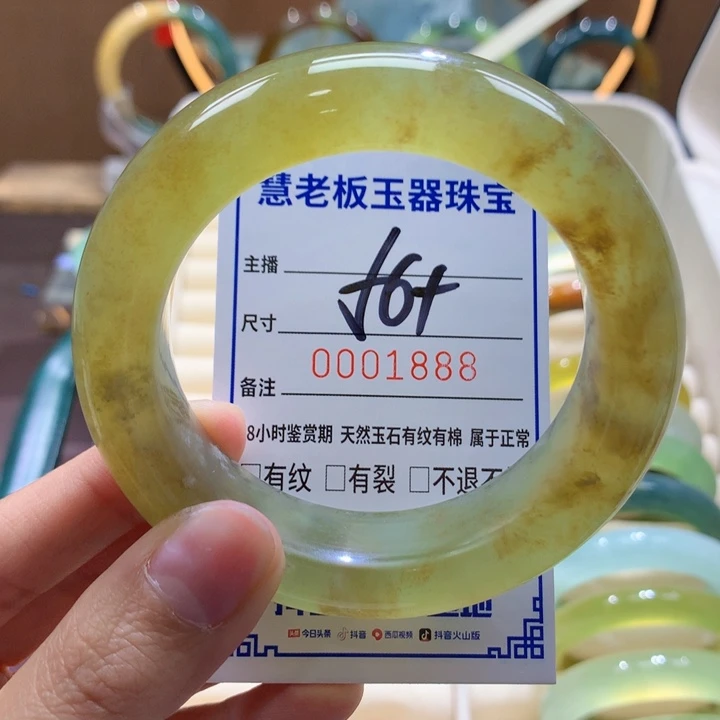 慧老板玉器珠宝
主播
尺寸
0001888
备注
8小时鉴赏期 天然玉石有纹有棉 属于正常
□有纹 □有裂 □不退不
今日头条 抖音 西瓜视频 抖音火山版